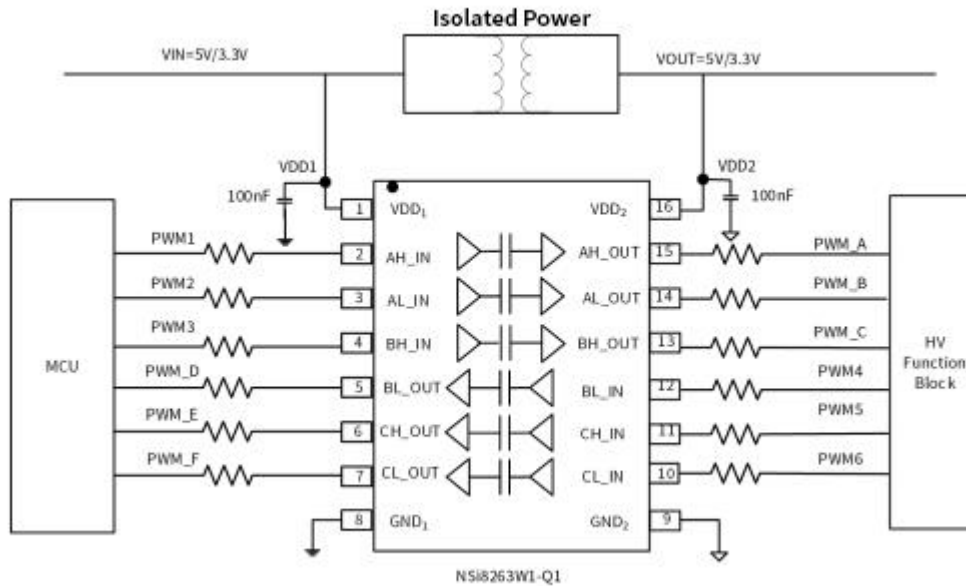 Isolated Power
VIN=5V/3.3V
VOUT=5V/3.3V
VDD1
VDD2
100nF
100nF
1 VDD1
VDD2 16
PWM1
2 AH_IN
AH_OUT 15
PWM_A
PWM2
3 AL_IN
AL_OUT 14
PWM_B
PWM3
4 BH_IN
BH_OUT 13
PWM_C
MCU
HV
Function
Block
PWM_D
5 BL_OUT
BL_IN 12
PWM4
PWM_E
6 CH_OUT
CH_IN 11
PWM5
PWM_F
7 CL_OUT
CL_IN 10
PWM6
8 GND1
GND2 9
NSi8263W1-Q1